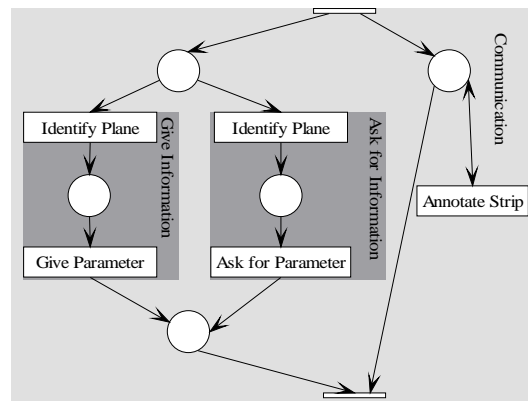 Communication
Identify Plane
Give Information
Identify Plane
Ask for Information
Annotate Strip
Give Parameter
Ask for Parameter